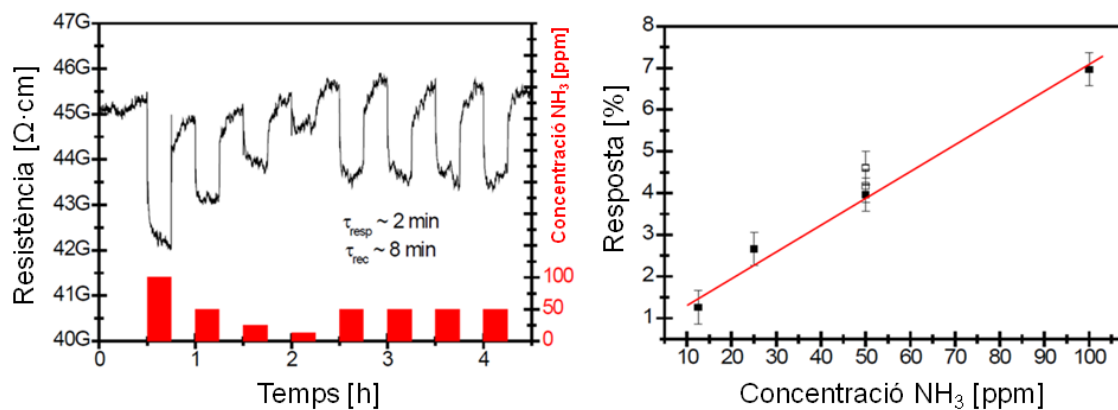 47G
46G
45G
44G
43G
42G
41G
40G
Resistència [Ω·cm]
τresp ~ 2 min
τrec ~ 8 min
Concentració NH₃ [ppm]
100
50
0
0
1
2
3
4
Temps [h]
8
7
6
5
4
3
2
1
Resposta [%]
10 20 30 40 50 60 70 80 90 100
Concentració NH₃ [ppm]